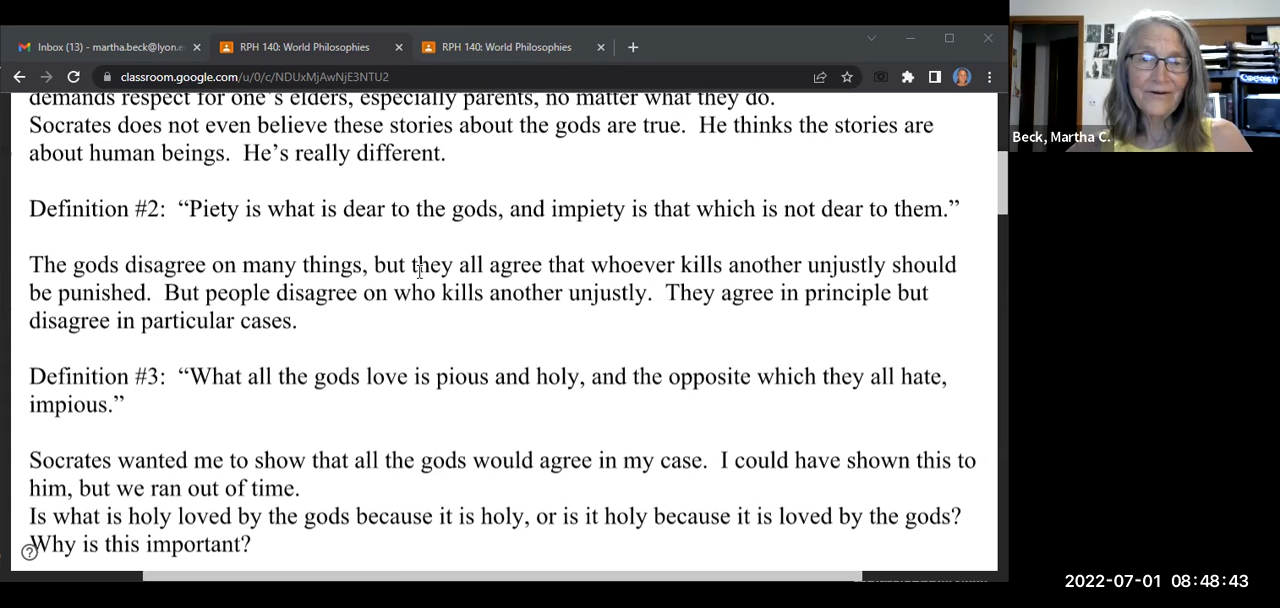 Inbox (13) - martha.beck@lyon.e
RPH 140: World Philosophies
RPH 140: World Philosophies
classroom.google.com/u/0/c/NDUxMjAwNjE3NTU2
demands respect for one's elders, especially parents, no matter what they do.
Socrates does not even believe these stories about the gods are true.  He thinks the stories are
about human beings.  He's really different.
Definition #2:  “Piety is what is dear to the gods, and impiety is that which is not dear to them.”
The gods disagree on many things, but they all agree that whoever kills another unjustly should
be punished.  But people disagree on who kills another unjustly.  They agree in principle but
disagree in particular cases.
Definition #3:  “What all the gods love is pious and holy, and the opposite which they all hate,
impious.”
Socrates wanted me to show that all the gods would agree in my case.  I could have shown this to
him, but we ran out of time.
Is what is holy loved by the gods because it is holy, or is it holy because it is loved by the gods?
Why is this important?
Beck, Martha C.
2022-07-01 08:48:43